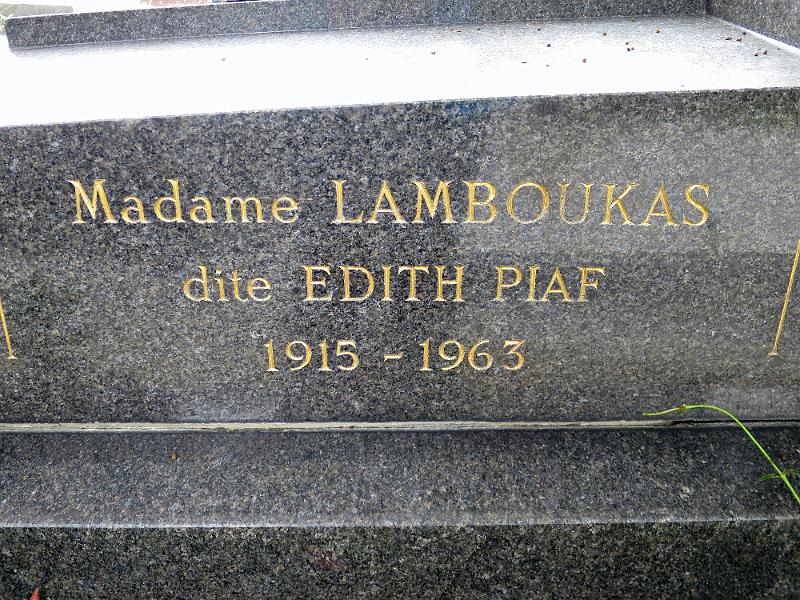 Madame LAMBOUKAS
dite EDITH PIAF
1915 - 1963